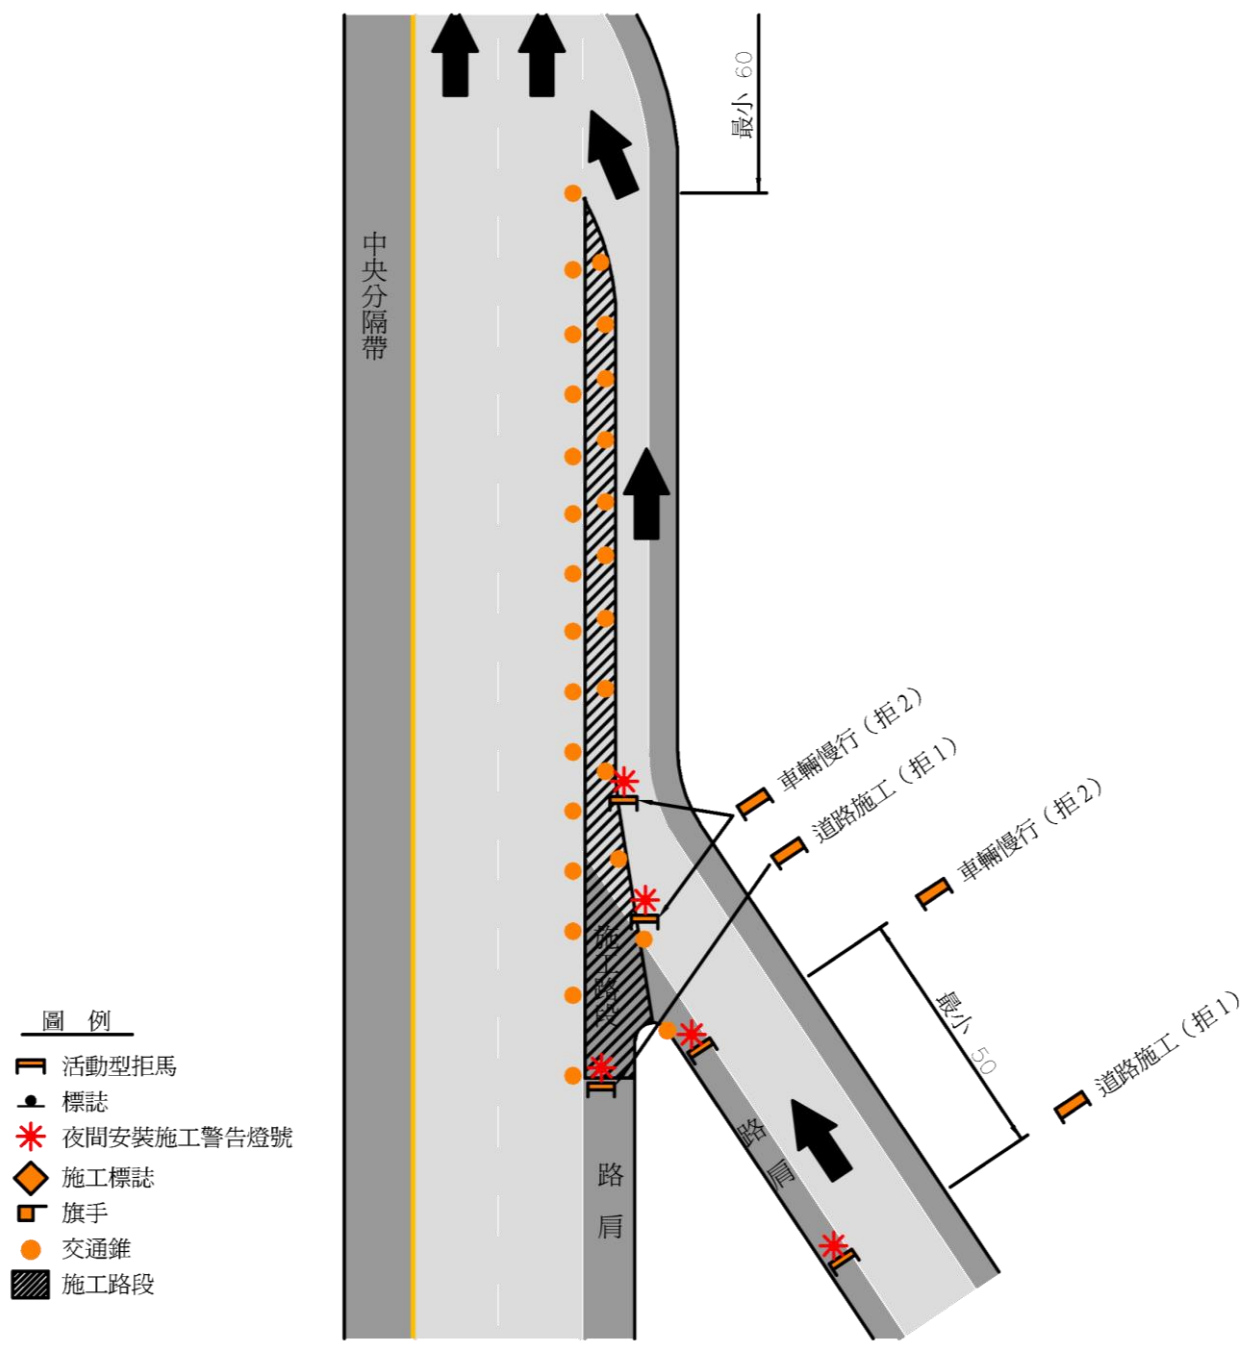 最小 60
中央分隔帶
車輛慢行（拒2）
道路施工（拒1）
車輛慢行（拒2）
施工路段
最小 50
道路施工（拒1）
路肩
路肩
圖 例
活動型拒馬
標誌
夜間安裝施工警告燈號
施工標誌
旗手
交通錐
施工路段